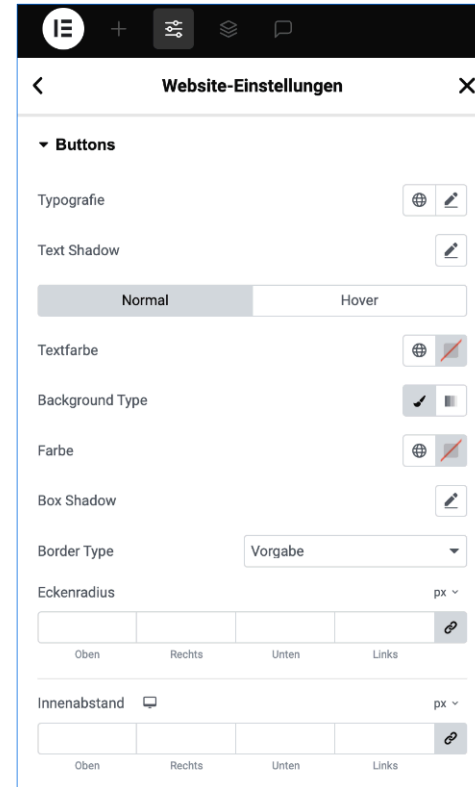 Website-Einstellungen
Buttons
Typografie
Text Shadow
Normal Hover
Textfarbe
Background Type
Farbe
Box Shadow
Border Type Vorgabe
Eckenradius px
Oben Rechts Unten Links
Innenabstand px
Oben Rechts Unten Links